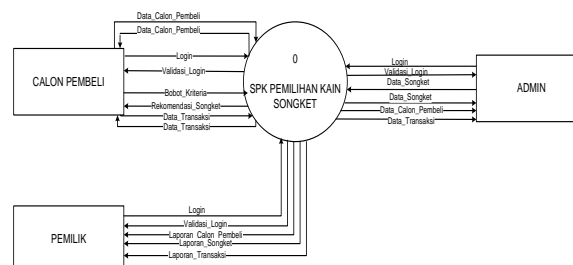 Data_Calon_Pembeli
Data_Calon_Pembeli
Login
Validasi_Login
Bobot_Kriteria
Rekomendasi_Songket
Data_Transaksi
Data_Transaksi
CALON PEMBELI
0
SPK PEMILIHAN KAIN
SONGKET
Login
Validasi_Login
Data_Songket
Data_Songket
Data_Calon_Pembeli
Data_Transaksi
ADMIN
Login
Validasi_Login
Laporan_Calon_Pembeli
Laporan_Songket
Laporan_Transaksi
PEMILIK